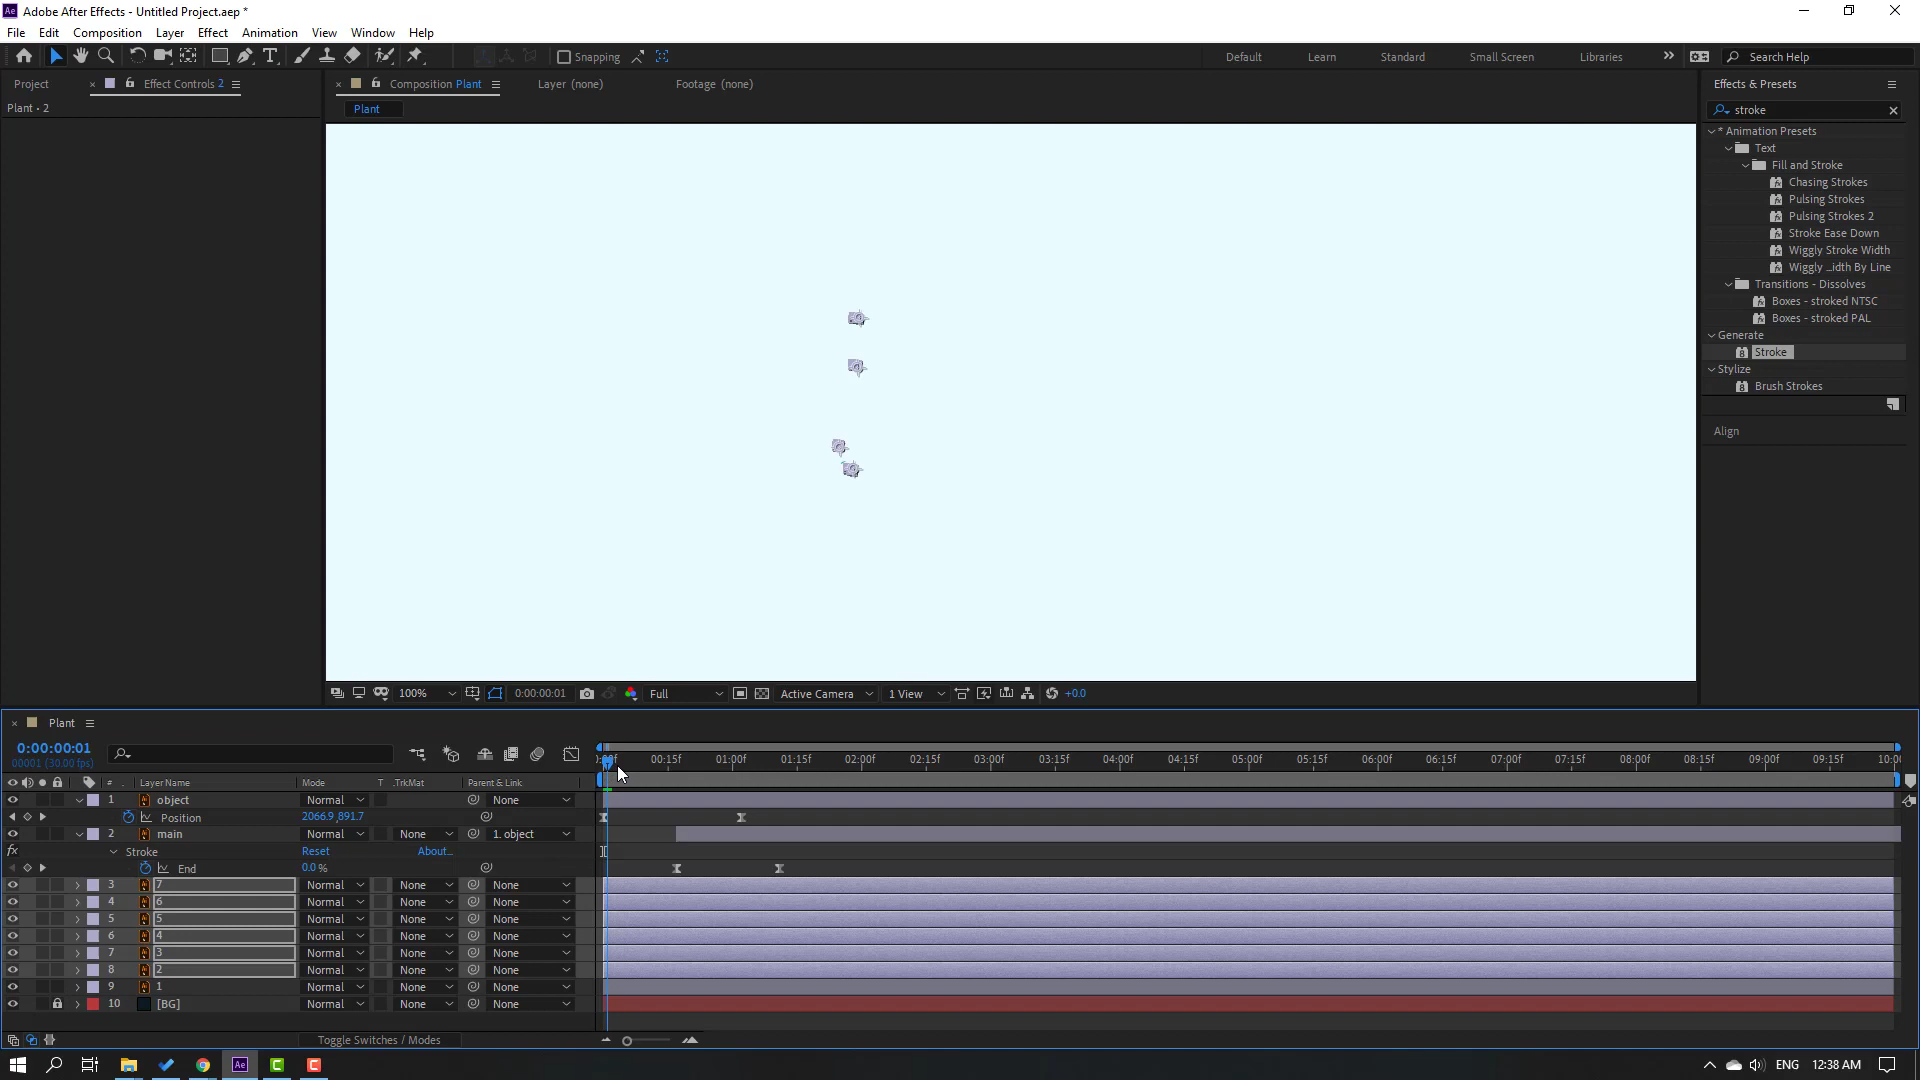 Adobe After Effects - Untitled Project.aep *
File Edit Composition Layer Effect Animation View Window Help
Snapping Default Learn Standard Small Screen Libraries Search Help
Project Effect Controls 2 Composition Plant Layer (none) Footage (none) Effects & Presets
Plant • 2 Plant stroke
* Animation Presets
Text
Fill and Stroke
Chasing Strokes
Pulsing Strokes
Pulsing Strokes 2
Stroke Ease Down
Wiggly Stroke Width
Wiggly ...idth By Line
Transitions - Dissolves
Boxes - stroked NTSC
Boxes - stroked PAL
Generate
Stroke
Stylize
Brush Strokes
Align
100% 0:00:00:01 Full Active Camera 1 View +0.0
Plant
0:00:00:01
00001 (30.00 fps)
00:15f 01:00f 01:15f 02:00f 02:15f 03:00f 03:15f 04:00f 04:15f 05:00f 05:15f 06:00f 06:15f 07:00f 07:15f 08:00f 08:15f 09:00f 09:15f 10:00
# Layer Name Mode T .TrkMat Parent & Link
1 object Normal None
Position 2066.9,891.7
2 main Normal None 1. object
fx Stroke Reset About...
End 0.0 %
3 7 Normal None None
4 6 Normal None None
5 5 Normal None None
6 4 Normal None None
7 3 Normal None None
8 2 Normal None None
9 1 Normal None None
10 [BG] Normal None None
Toggle Switches / Modes
Ae C C ENG 12:38 AM